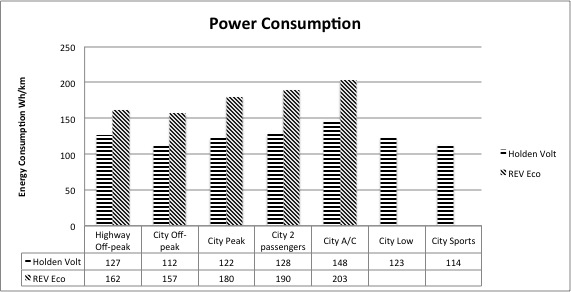 Power Consumption
Energy Consumption Wh/km
250
200
150
100
50
0
Highway Off-peak
City Off-peak
City Peak
City 2 passengers
City A/C
City Low
City Sports
Holden Volt 127 112 122 128 148 123 114
REV Eco 162 157 180 190 203
Holden Volt
REV Eco